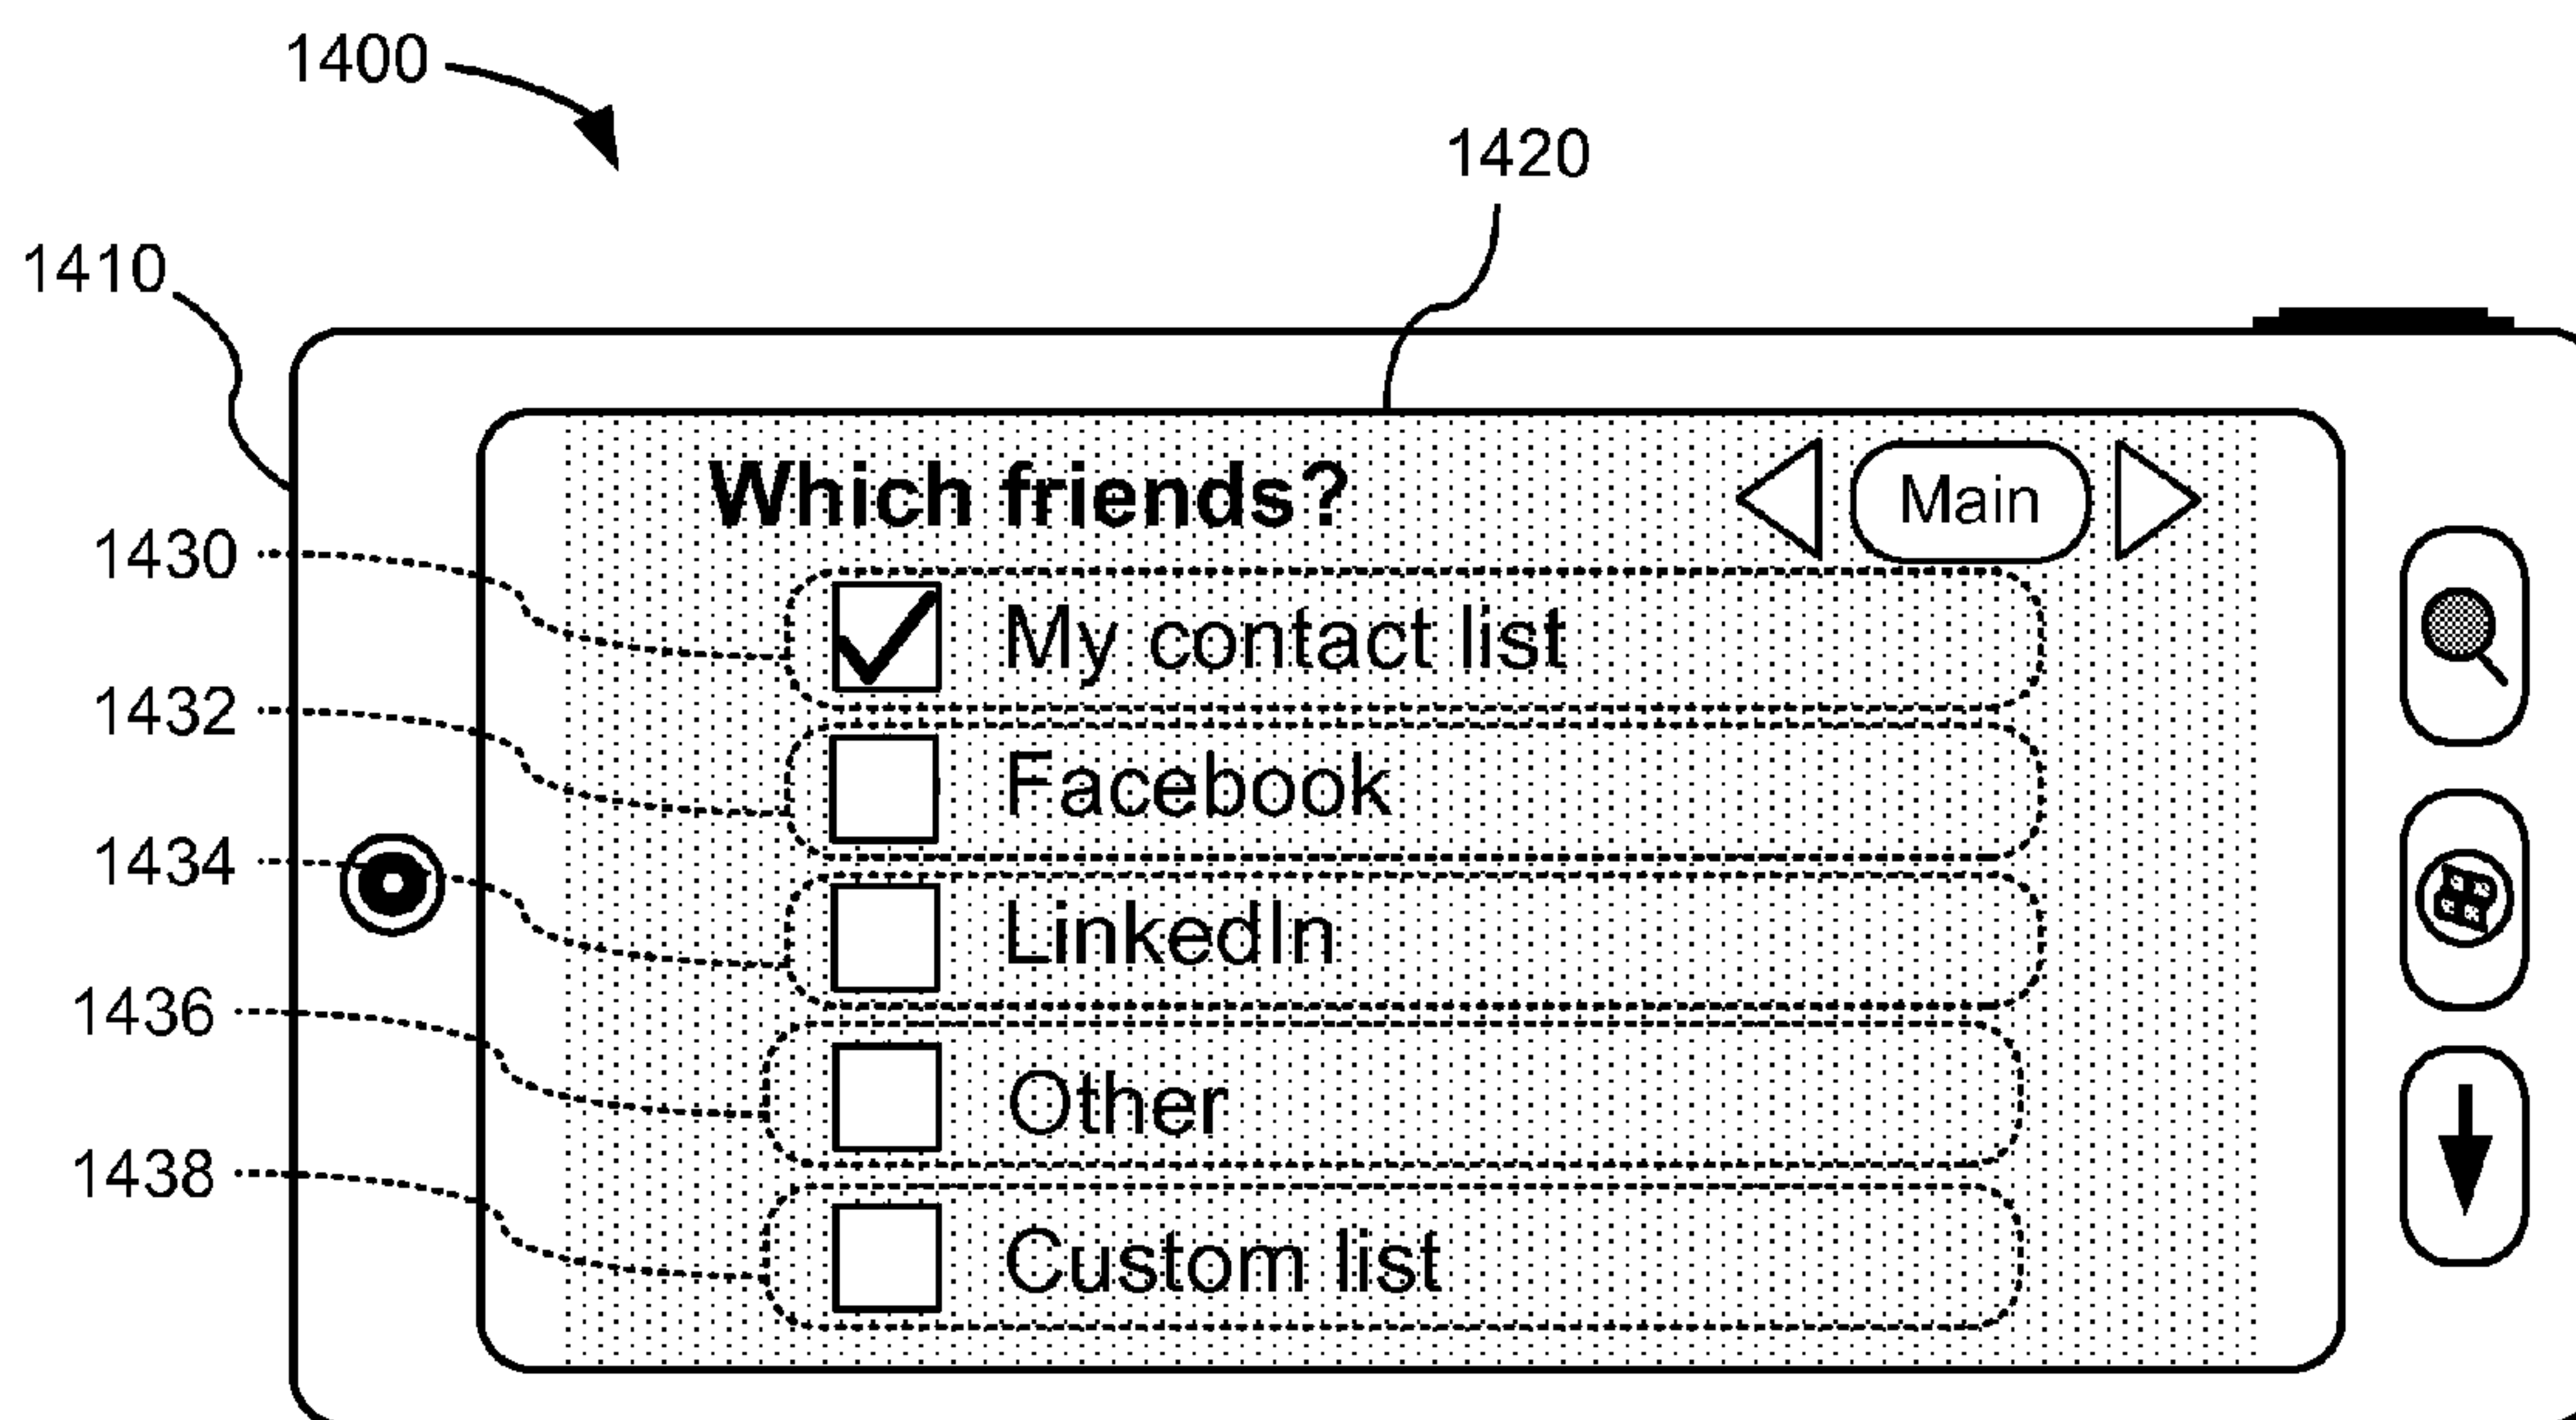 1400
1420
1410
Which friends?
Main
1430
My contact list
1432
Facebook
1434
LinkedIn
1436
Other
1438
Custom list